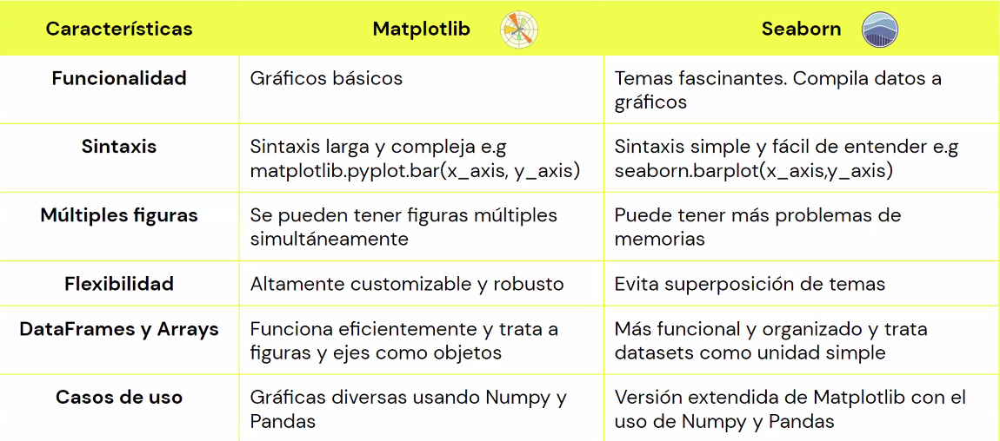 Características Matplotlib Seaborn
Funcionalidad Gráficos básicos Temas fascinantes. Compila datos a
gráficos
Sintaxis Sintaxis larga y compleja e.g Sintaxis simple y fácil de entender e.g
matplotlib.pyplot.bar(x_axis, y_axis) seaborn.barplot(x_axis,y_axis)
Múltiples figuras Se pueden tener figuras múltiples Puede tener más problemas de
simultáneamente memorias
Flexibilidad Altamente customizable y robusto Evita superposición de temas
DataFrames y Arrays Funciona eficientemente y trata a Más funcional y organizado y trata
figuras y ejes como objetos datasets como unidad simple
Casos de uso Gráficas diversas usando Numpy y Versión extendida de Matplotlib con el
Pandas uso de Numpy y Pandas